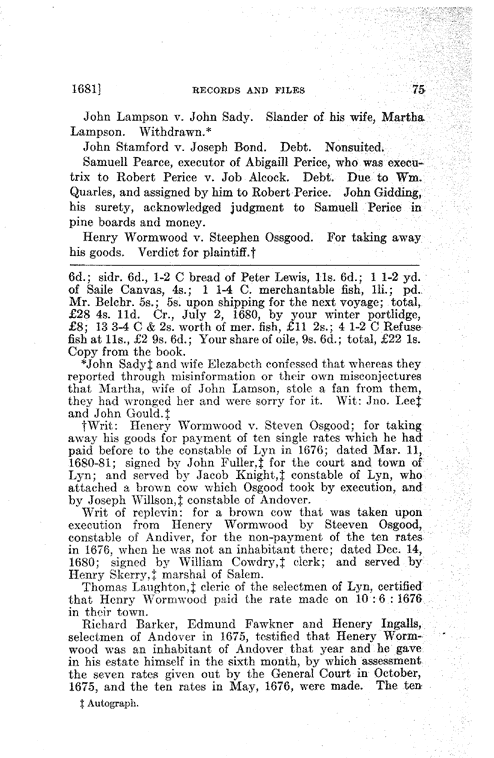 1681] RECORDS AND FILES 75
John Lampson v. John Sady. Slander of his wife, Martha
Lampson. Withdrawn.*
John Stamford v. Joseph Bond. Debt. Nonsuited.
Samuell Pearce, executor of Abigaill Perice, who was execu-
trix to Robert Perice v. Job Alcock. Debt. Due to Wm.
Quarles, and assigned by him to Robert Perice. John Gidding,
his surety, acknowledged judgment to Samuell Perice in
pine boards and money.
Henry Wormwood v. Steephen Ossgood. For taking away
his goods. Verdict for plaintiff.†
6d.; sidr. 6d., 1-2 C bread of Peter Lewis, 11s. 6d.; 1 1-2 yd.
of Saile Canvas, 4s.; 1 1-4 C. merchantable fish, 1li.; pd.
Mr. Belchr. 5s.; 5s. upon shipping for the next voyage; total,
£28 4s. 11d. Cr., July 2, 1680, by your winter portlidge,
£8; 13 3-4 C & 2s. worth of mer. fish, £11 2s.; 4 1-2 C Refuse
fish at 11s., £2 9s. 6d.; Your share of oile, 9s. 6d.; total, £22 1s.
Copy from the book.
*John Sady‡ and wife Elezabeth confessed that whereas they
reported through misinformation or their own misconjectures
that Martha, wife of John Lamson, stole a fan from them,
they had wronged her and were sorry for it. Wit: Jno. Lee‡
and John Gould.‡
†Writ: Henery Wormwood v. Steven Osgood; for taking
away his goods for payment of ten single rates which he had
paid before to the constable of Lyn in 1676; dated Mar. 11,
1680-81; signed by John Fuller,‡ for the court and town of
Lyn; and served by Jacob Knight,‡ constable of Lyn, who
attached a brown cow which Osgood took by execution, and
by Joseph Willson,‡ constable of Andover.
Writ of replevin: for a brown cow that was taken upon
execution from Henery Wormwood by Steeven Osgood,
constable of Andiver, for the non-payment of the ten rates
in 1676, when he was not an inhabitant there; dated Dec. 14,
1680; signed by William Cowdry,‡ clerk; and served by
Henry Skerry,‡ marshal of Salem.
Thomas Laughton,‡ cleric of the selectmen of Lyn, certified
that Henry Wormwood paid the rate made on 10 : 6 : 1676
in their town.
Richard Barker, Edmund Fawkner and Henery Ingalls,
selectmen of Andover in 1675, testified that Henery Worm-
wood was an inhabitant of Andover that year and he gave
in his estate himself in the sixth month, by which assessment
the seven rates given out by the General Court in October,
1675, and the ten rates in May, 1676, were made. The ten
‡ Autograph.